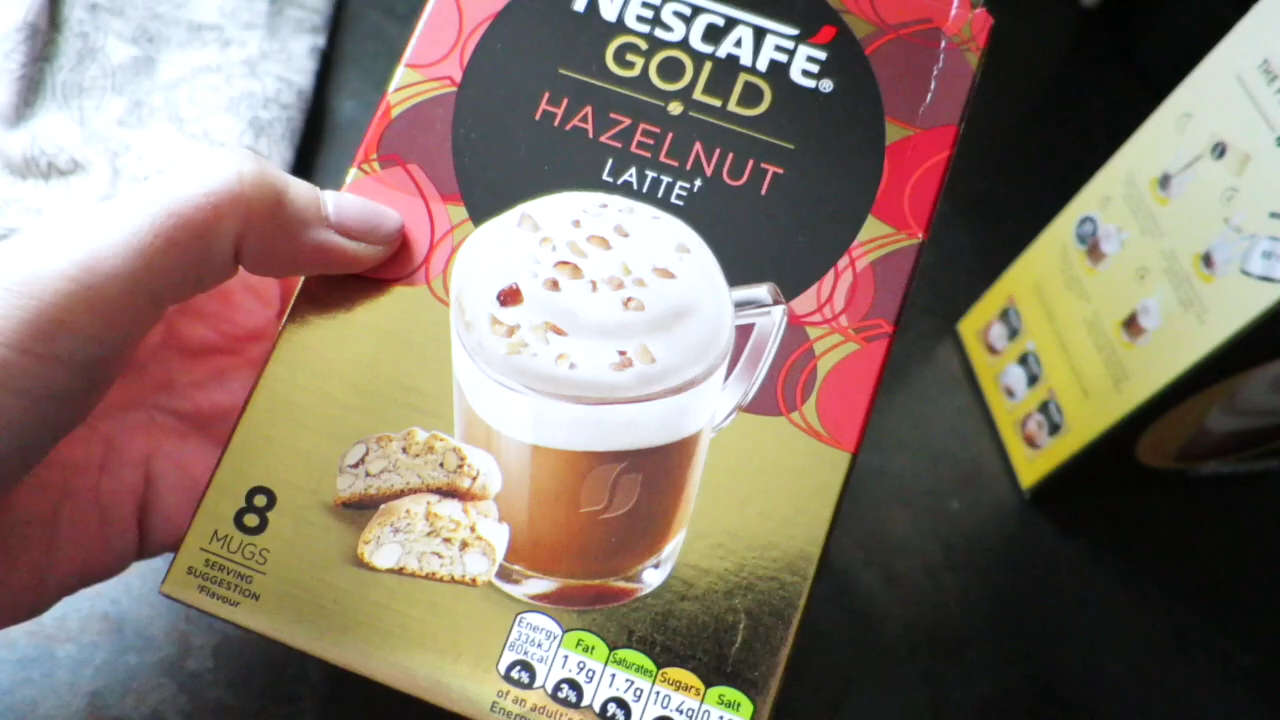 NESCAFÉ®
GOLD
HAZELNUT
LATTE†
8
MUGS
SERVING
SUGGESTION
†Flavour
Energy
336kJ
80kcal
4%
Fat
1.9g
3%
Saturates
1.7g
9%
Sugars
10.4g
Salt
of an adult's
Energy